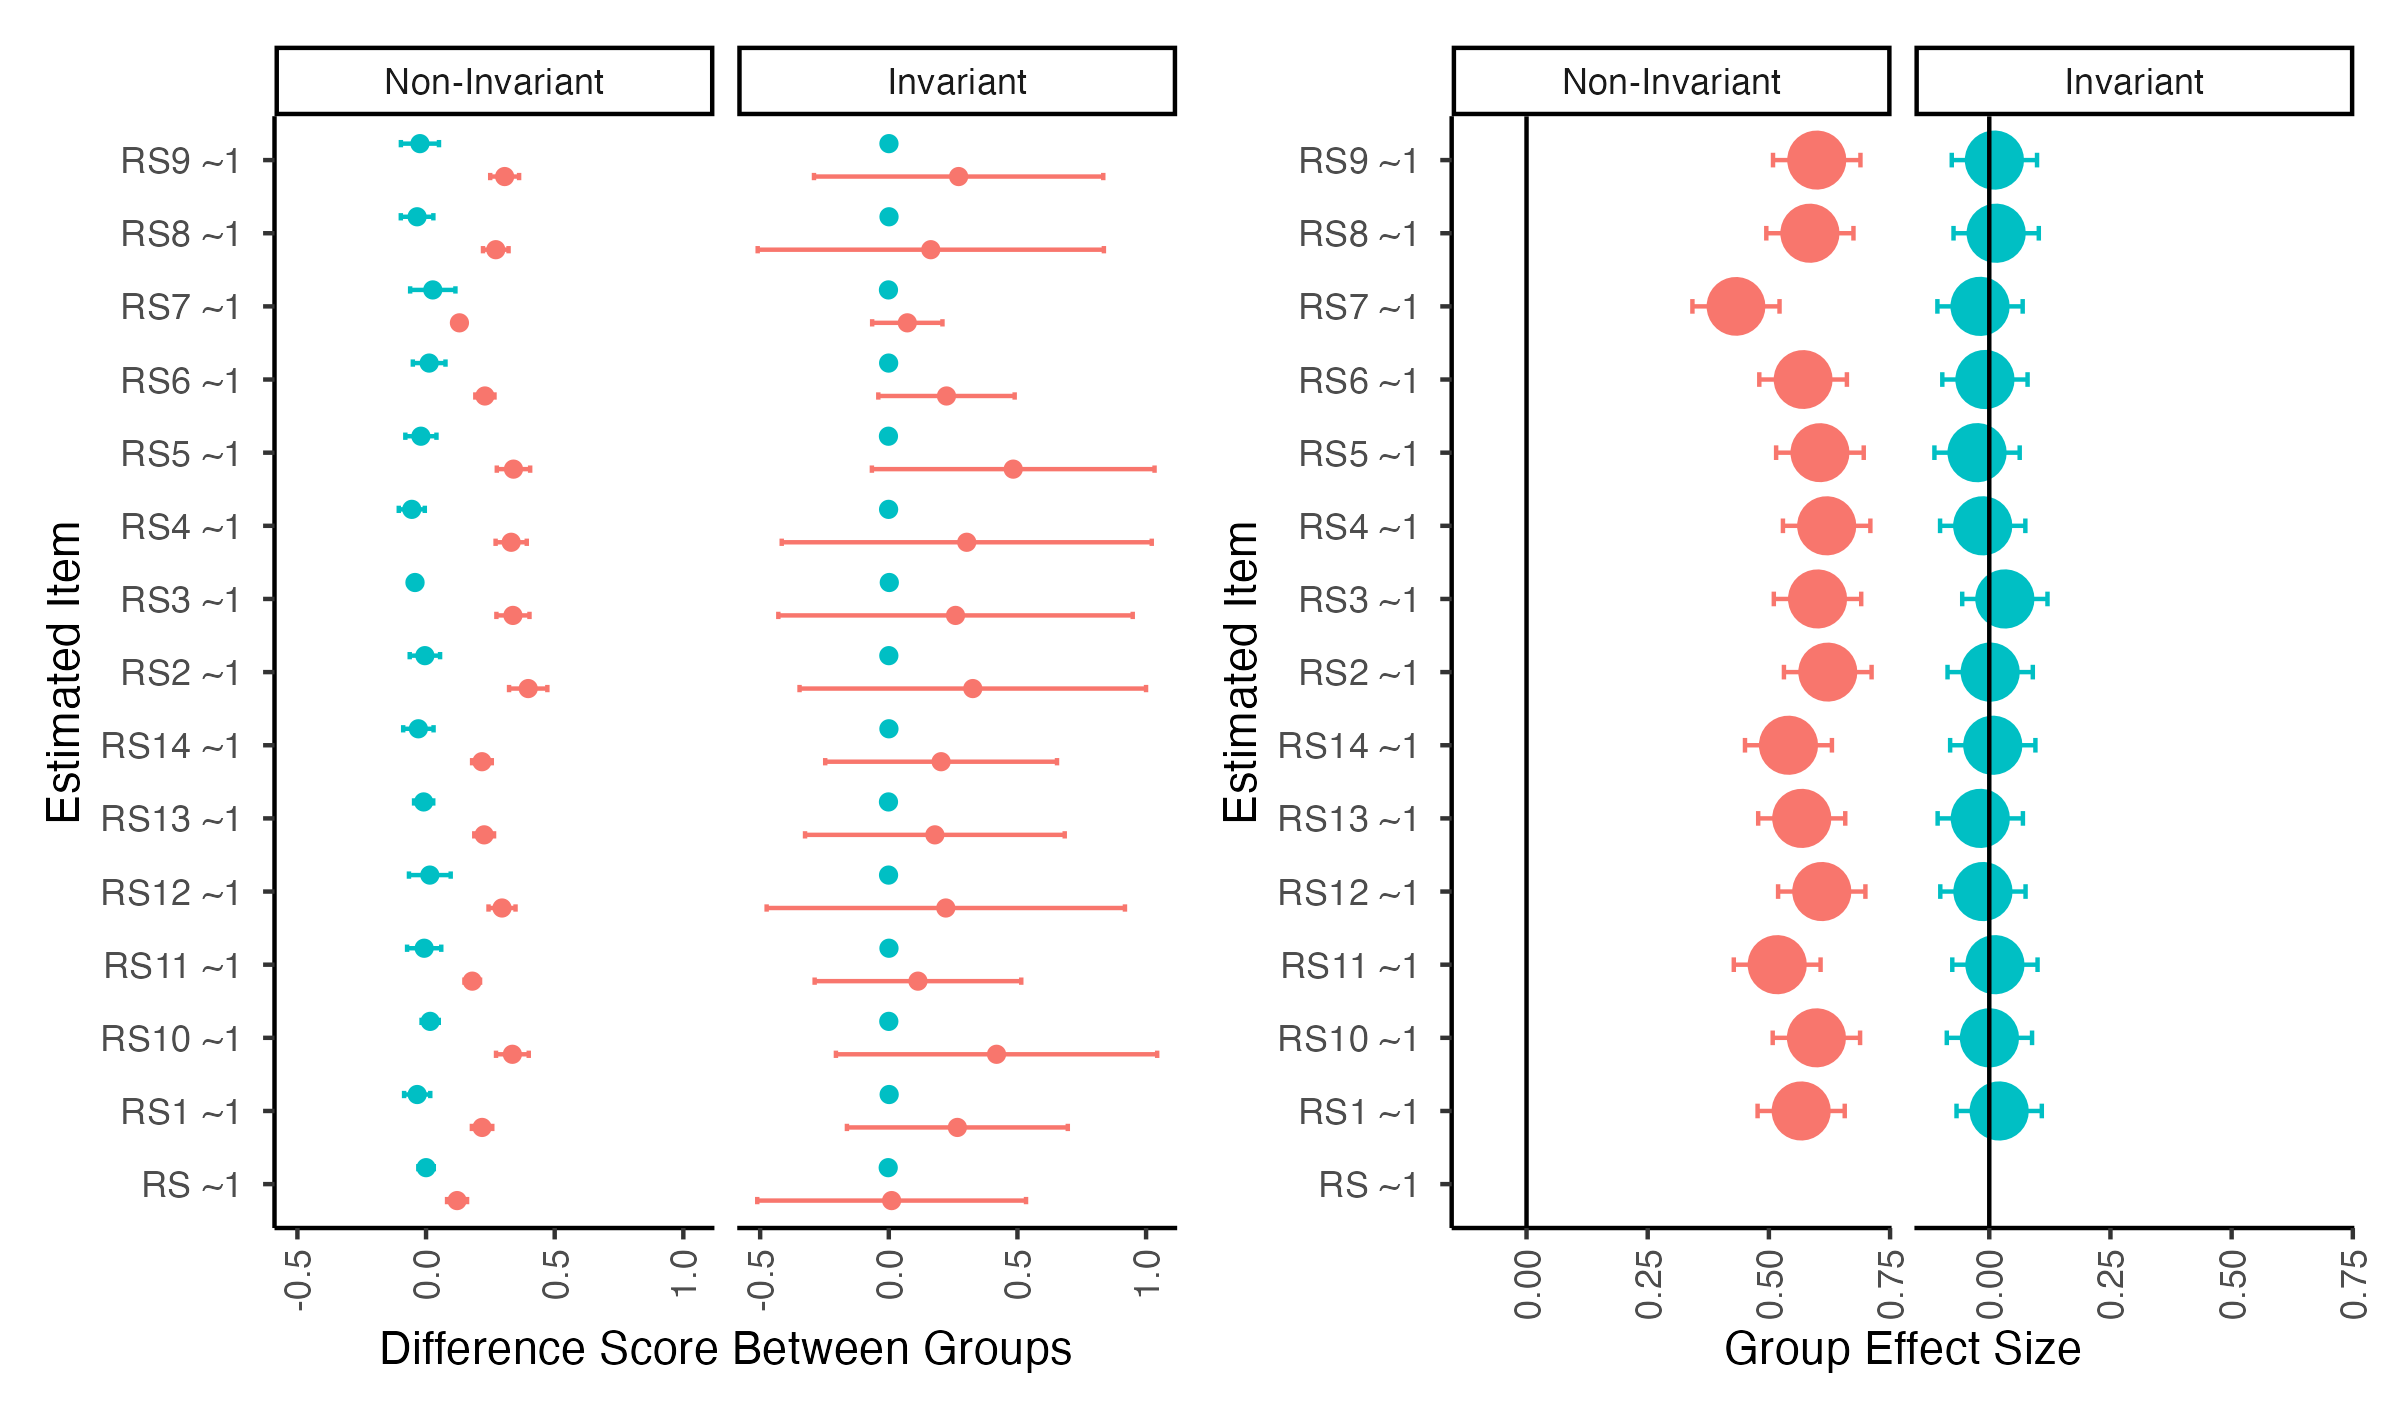 Non-Invariant
Invariant
Estimated Item
RS9 ~1
RS8 ~1
RS7 ~1
RS6 ~1
RS5 ~1
RS4 ~1
RS3 ~1
RS2 ~1
RS14 ~1
RS13 ~1
RS12 ~1
RS11 ~1
RS10 ~1
RS1 ~1
RS ~1
-0.5
0.0
0.5
1.0
-0.5
0.0
0.5
1.0
Difference Score Between Groups
Non-Invariant
Invariant
Estimated Item
RS9 ~1
RS8 ~1
RS7 ~1
RS6 ~1
RS5 ~1
RS4 ~1
RS3 ~1
RS2 ~1
RS14 ~1
RS13 ~1
RS12 ~1
RS11 ~1
RS10 ~1
RS1 ~1
RS ~1
0.00
0.25
0.50
0.75
0.00
0.25
0.50
0.75
Group Effect Size